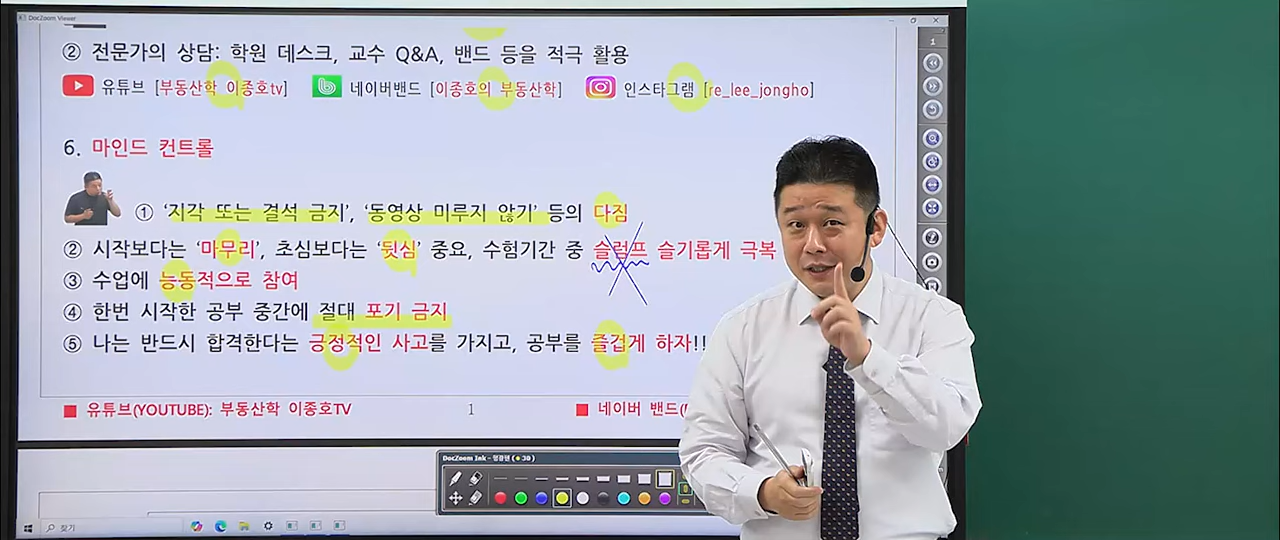 DocZoom Viewer
② 전문가의 상담: 학원 데스크, 교수 Q&A, 밴드 등을 적극 활용
유튜브 [부동산학 이종호tv] 네이버밴드 [이종호의 부동산학] 인스타그램 [re_lee_jongho]
6. 마인드 컨트롤
① ‘지각 또는 결석 금지’, ‘동영상 미루지 않기’ 등의 다짐
② 시작보다는 ‘마무리’, 초심보다는 ‘뒷심’ 중요, 수험기간 중 슬럼프 슬기롭게 극복
③ 수업에 능동적으로 참여
④ 한번 시작한 공부 중간에 절대 포기 금지
⑤ 나는 반드시 합격한다는 긍정적인 사고를 가지고, 공부를 즐겁게 하자!!
■ 유튜브(YOUTUBE): 부동산학 이종호TV 1 ■ 네이버 밴드(
DocZoom Ink - 형광펜 ( 30 )
찾기
1